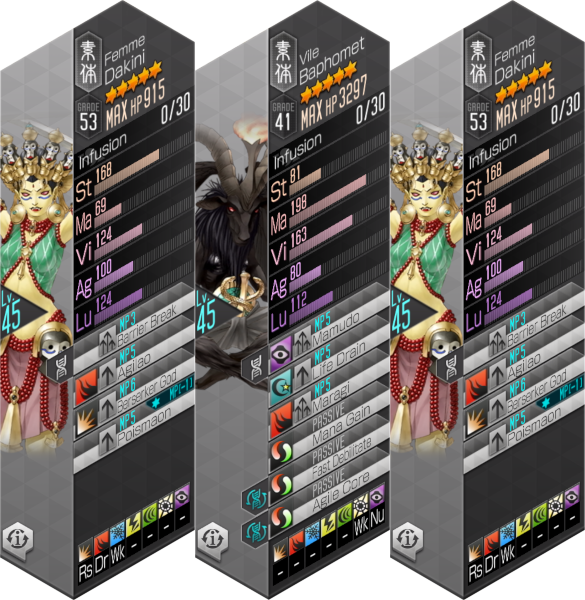 素体
Femme
Dakini
GRADE
53
MAX HP 915
0/30
Infusion
St 168
Ma 69
Vi 124
Ag 100
Lu 124
Lv
45
MP3
Barrier Break
MP5
Agilao
MP6
Berserker God
MP(-1)
MP5
Poismaon
Rs Dr Wk - - - - -
素体
Vile
Baphomet
GRADE
41
MAX HP 3297
0/30
Infusion
St 81
Ma 198
Vi 163
Ag 80
Lu 112
Lv
45
MP5
Mamudo
MP5
Life Drain
MP5
Maragi
PASSIVE
Mana Gain
PASSIVE
Fast Debilitate
PASSIVE
Agile Core
- - - - - - Wk Nu
素体
Femme
Dakini
GRADE
53
MAX HP 915
0/30
Infusion
St 168
Ma 69
Vi 124
Ag 100
Lu 124
Lv
45
MP3
Barrier Break
MP5
Agilao
MP6
Berserker God
MP(-1)
MP5
Poismaon
Rs Dr Wk - - - - -